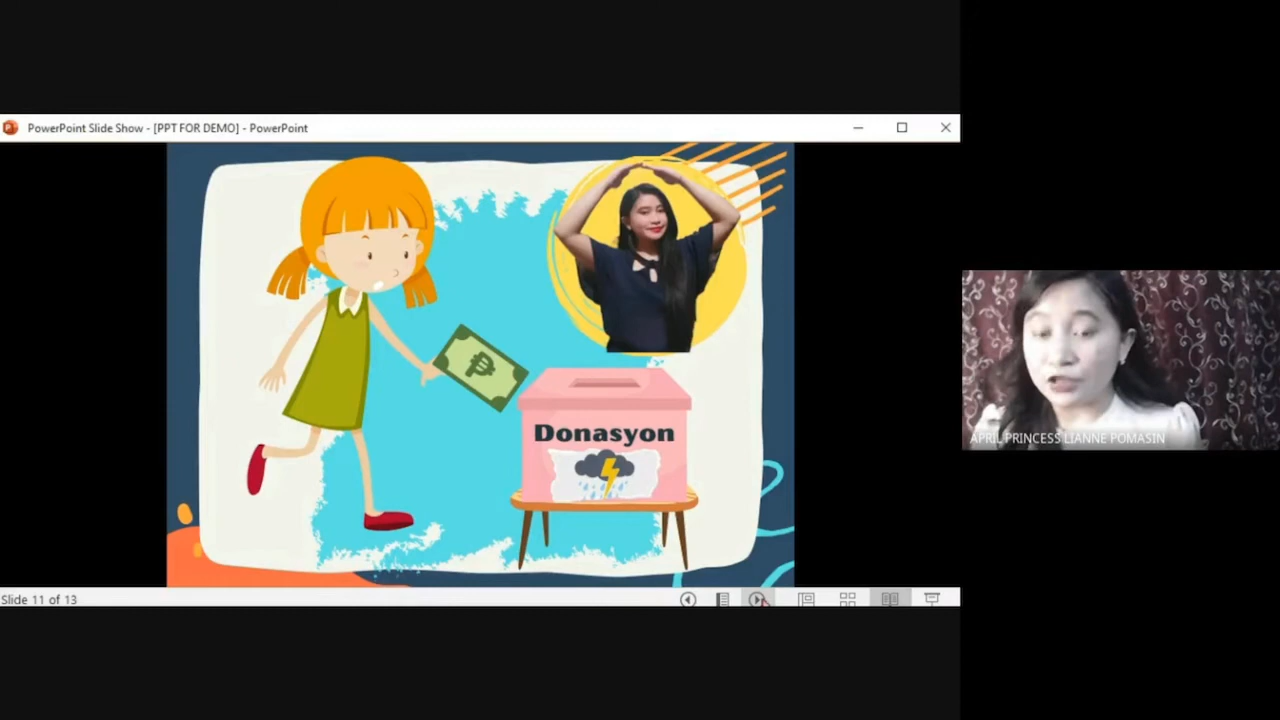 PowerPoint Slide Show - [PPT FOR DEMO] - PowerPoint
₱
Donasyon
APRIL PRINCESS LIANNE POMASIN
Slide 11 of 13